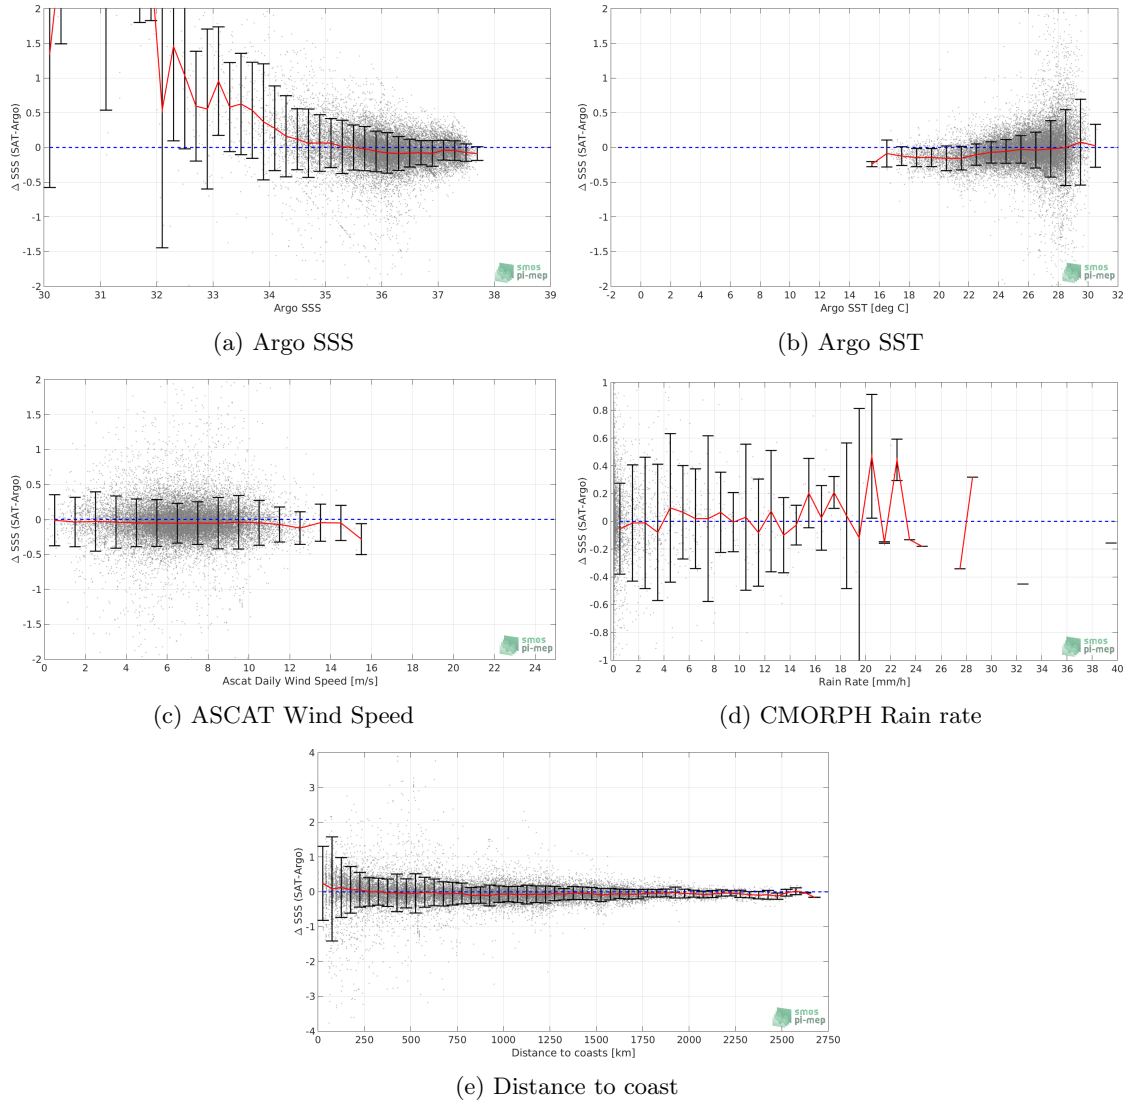 2
1.5
1
0.5
0
-0.5
-1
-1.5
-2
Δ SSS (SAT-Argo)
30 31 32 33 34 35 36 37 38 39
Argo SSS
smos
pi-mep
(a) Argo SSS
2
1.5
1
0.5
0
-0.5
-1
-1.5
-2
Δ SSS (SAT-Argo)
-2 0 2 4 6 8 10 12 14 16 18 20 22 24 26 28 30 32
Argo SST [deg C]
smos
pi-mep
(b) Argo SST
2
1.5
1
0.5
0
-0.5
-1
-1.5
-2
Δ SSS (SAT-Argo)
0 2 4 6 8 10 12 14 16 18 20 22 24
Ascat Daily Wind Speed [m/s]
smos
pi-mep
(c) ASCAT Wind Speed
1
0.8
0.6
0.4
0.2
0
-0.2
-0.4
-0.6
-0.8
-1
Δ SSS (SAT-Argo)
0 2 4 6 8 10 12 14 16 18 20 22 24 26 28 30 32 34 36 38 40
Rain Rate [mm/h]
smos
pi-mep
(d) CMORPH Rain rate
4
3
2
1
0
-1
-2
-3
-4
Δ SSS (SAT-Argo)
0 250 500 750 1000 1250 1500 1750 2000 2250 2500 2750
Distance to coasts [km]
smos
pi-mep
(e) Distance to coast